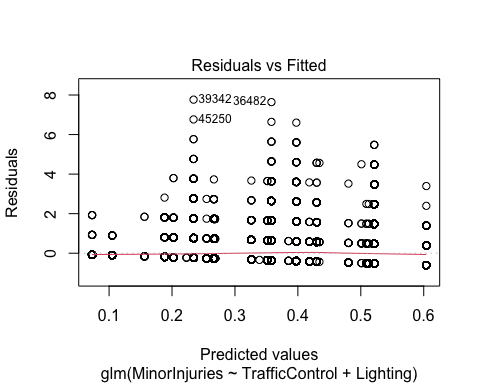 Residuals vs Fitted
Residuals
8
6
4
2
0
39342
36482
45250
0.1 0.2 0.3 0.4 0.5 0.6
Predicted values
glm(MinorInjuries ~ TrafficControl + Lighting)